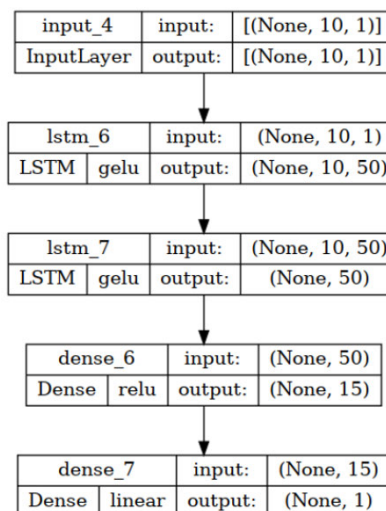 input_4 input: [(None, 10, 1)]
InputLayer output: [(None, 10, 1)]
lstm_6 input: (None, 10, 1)
LSTM gelu output: (None, 10, 50)
lstm_7 input: (None, 10, 50)
LSTM gelu output: (None, 50)
dense_6 input: (None, 50)
Dense relu output: (None, 15)
dense_7 input: (None, 15)
Dense linear output: (None, 1)